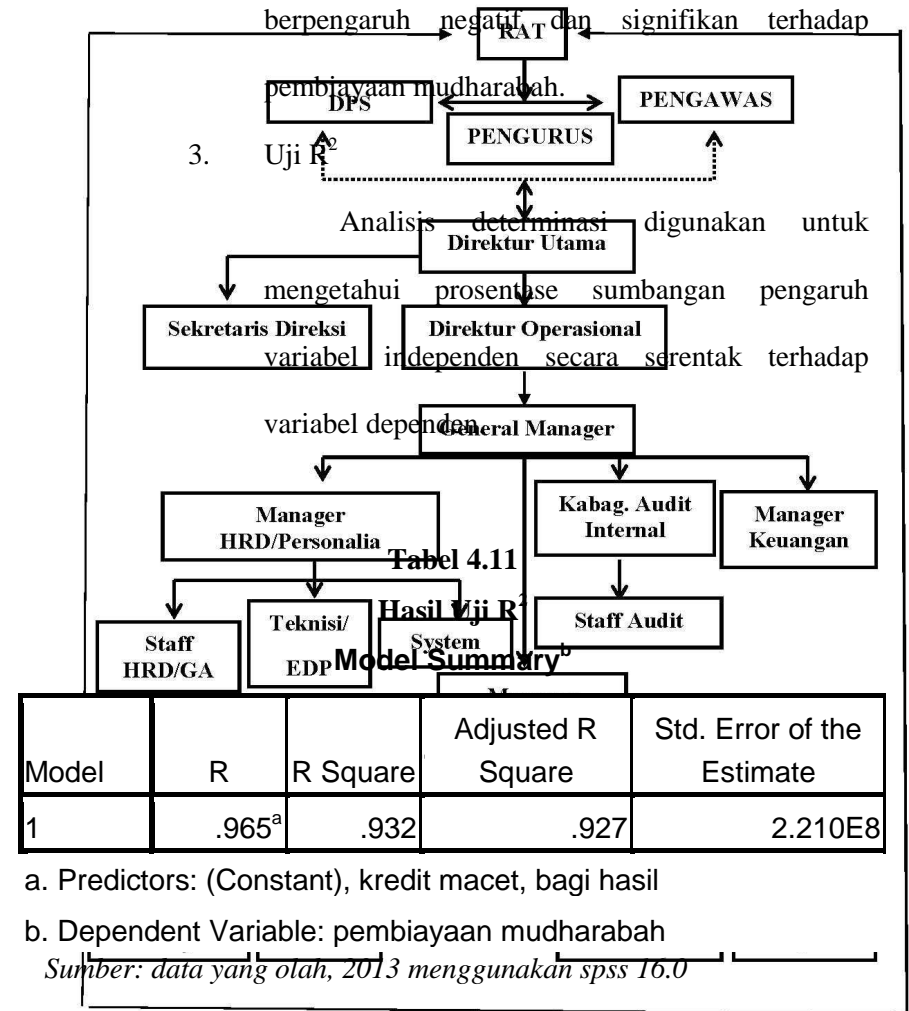 berpengaruh negatif dan signifikan terhadap
pembiayaan mudharabah.
3. Uji R²
Analisis determinasi digunakan untuk
mengetahui prosentase sumbangan pengaruh
variabel independen secara serentak terhadap
variabel dependen
Tabel 4.11
Hasil Uji R²
Model Summaryᵇ
Model R R Square Adjusted R Square Std. Error of the Estimate
1 .965ᵃ .932 .927 2.210E8
a. Predictors: (Constant), kredit macet, bagi hasil
b. Dependent Variable: pembiayaan mudharabah
Sumber: data yang olah, 2013 menggunakan spss 16.0
RAT
DPS
PENGAWAS
PENGURUS
Direktur Utama
Sekretaris Direksi
Direktur Operasional
General Manager
Manager
HRD/Personalia
Kabag. Audit
Internal
Manager
Keuangan
Staff
HRD/GA
Teknisi/
EDP
System
Staff Audit